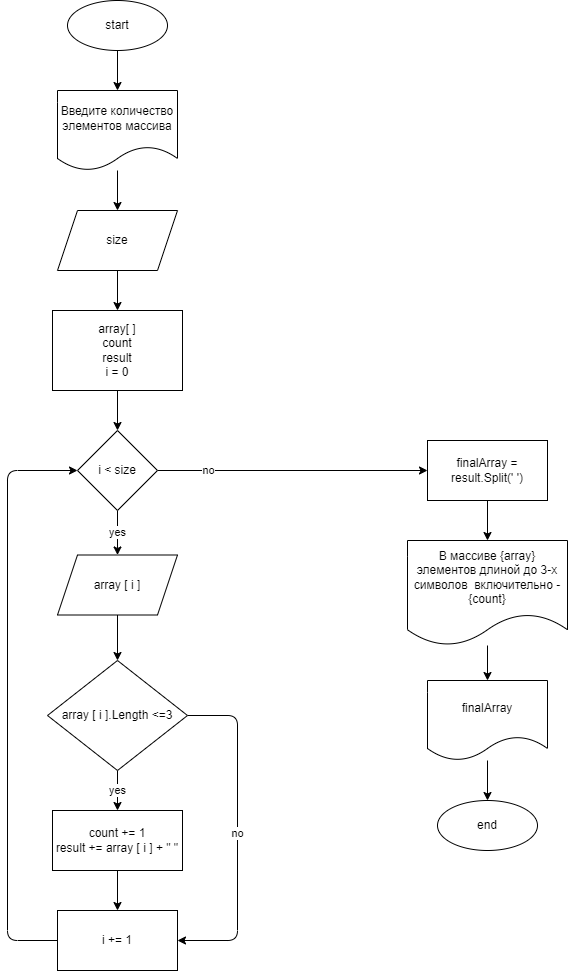 start
Введите количество
элементов массива
size
array[ ]
count
result
i = 0
i < size
no
finalArray =
result.Split(' ')
yes
В массиве {array}
элементов длиной до 3-х
символов включительно -
{count}
array [ i ]
array [ i ].Length <=3
finalArray
yes
count += 1
result += array [ i ] + " "
no
end
i += 1